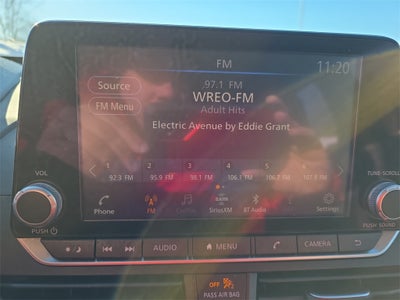 FM
11:20
Source
97.1 FM
WREO-FM
FM Menu
Adult Hits
Electric Avenue by Eddie Grant
1 2 3 4 5 6
92.3 FM 95.9 FM 98.1 FM 106.1 FM 106.7 FM 107.9 FM
VOL
TUNE·SCROLL
Phone FM SiriusXM BT Audio Settings
PUSH
PUSH SOUND
AUDIO MENU CAMERA
OFF
PASS AIR BAG